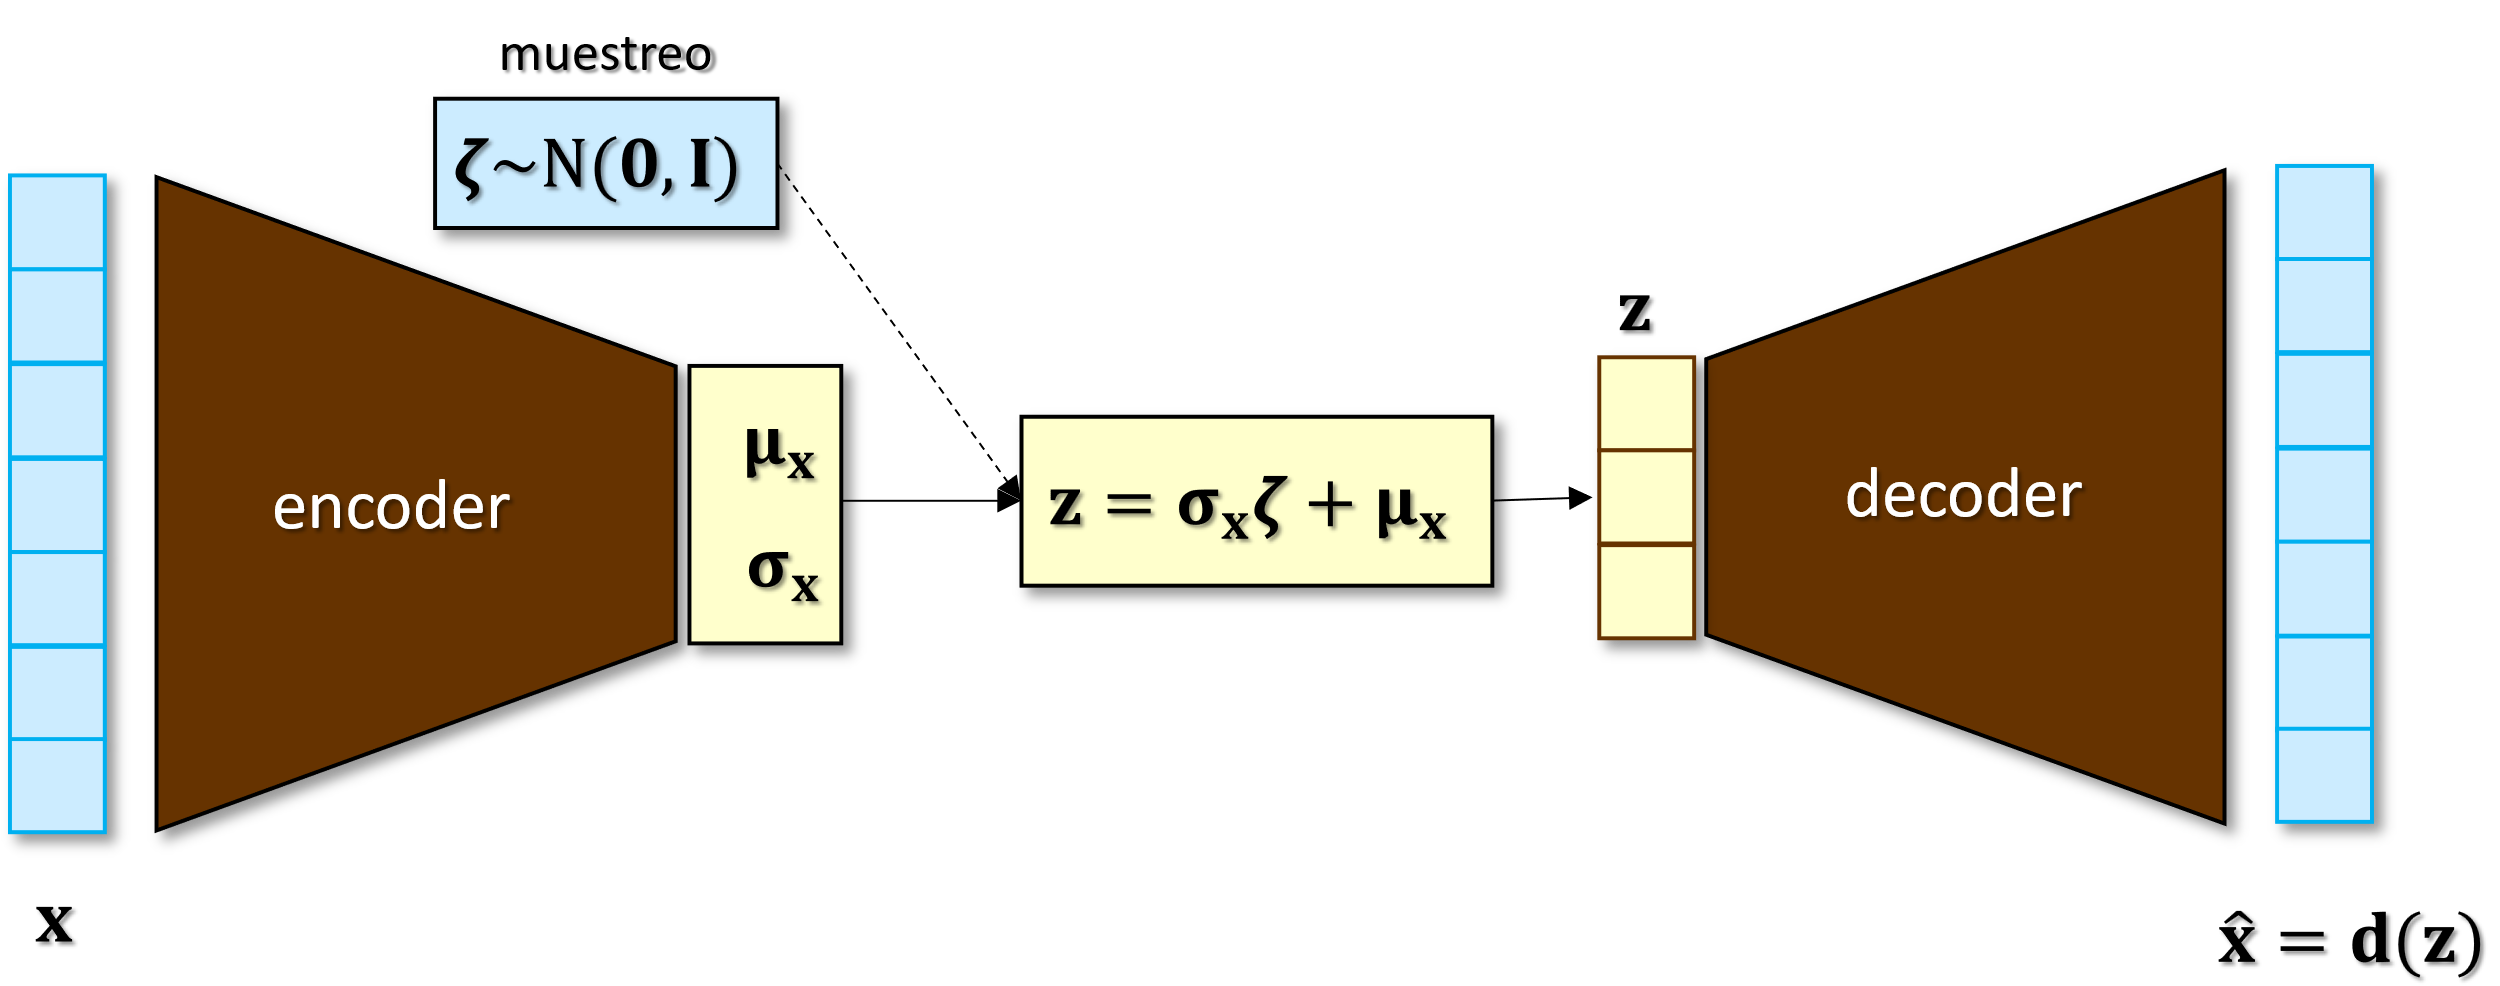 muestreo
ζ~N(0, I)
z
μₓ
encoder
z = σₓζ + μₓ
decoder
σₓ
x
x̂ = d(z)